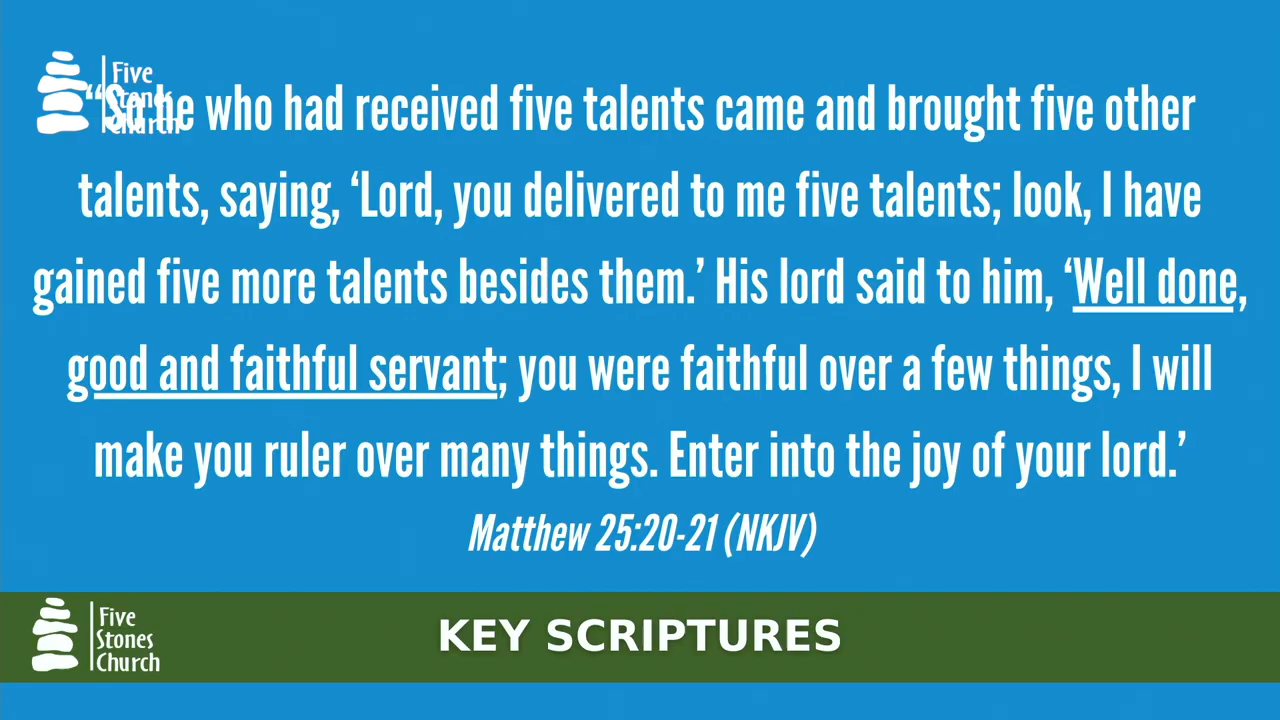 Five
Stones
Church
“So he who had received five talents came and brought five other
talents, saying, ‘Lord, you delivered to me five talents; look, I have
gained five more talents besides them.’ His lord said to him, ‘Well done,
good and faithful servant; you were faithful over a few things, I will
make you ruler over many things. Enter into the joy of your lord.’
Matthew 25:20-21 (NKJV)
Five
Stones
Church
KEY SCRIPTURES